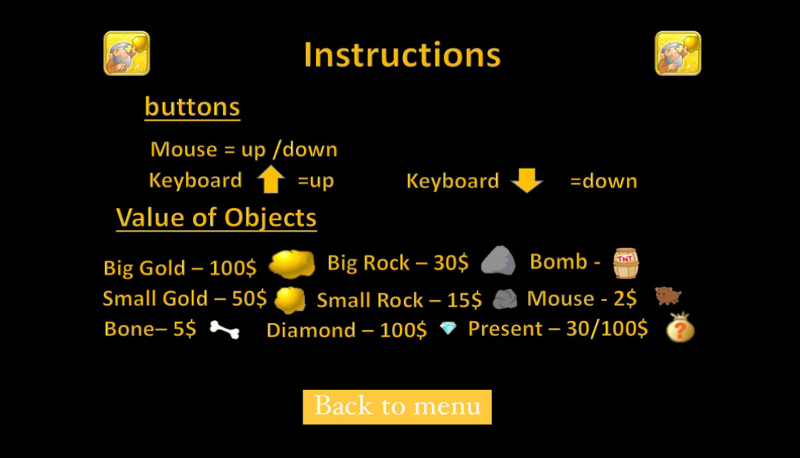 Instructions
buttons
Mouse = up /down
Keyboard =up Keyboard =down
Value of Objects
Big Gold – 100$ Big Rock – 30$ Bomb - TNT
Small Gold – 50$ Small Rock – 15$ Mouse - 2$
Bone– 5$ Diamond – 100$ Present – 30/100$ ?
Back to menu